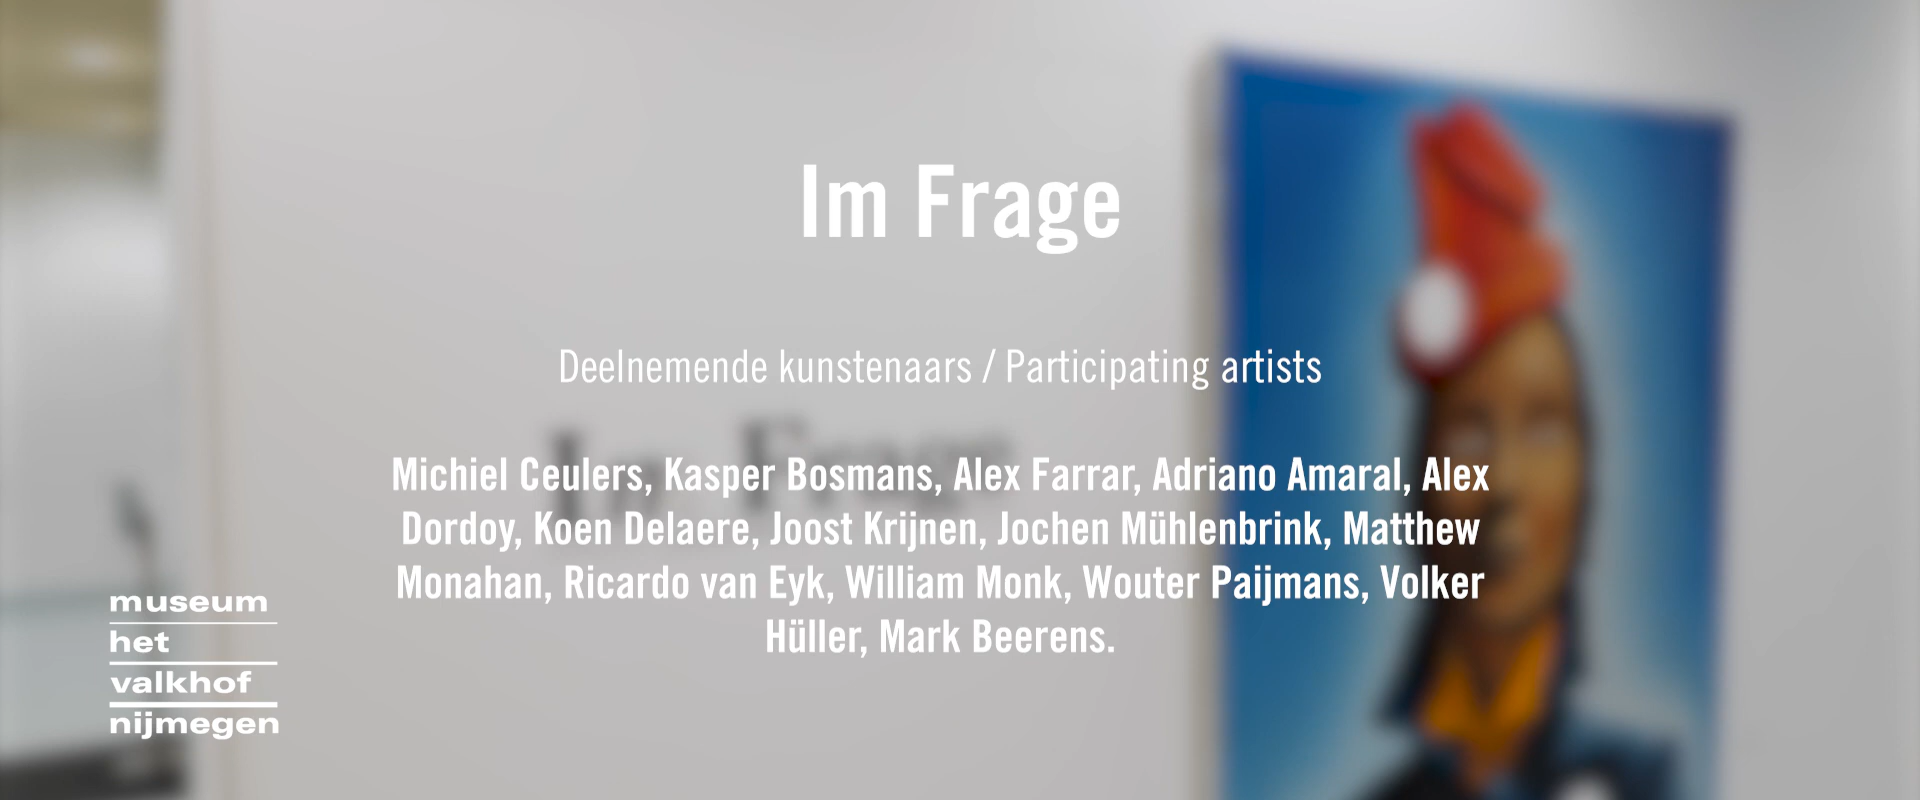 Im Frage
Deelnemende kunstenaars / Participating artists
Im Frage
Michiel Ceulers, Kasper Bosmans, Alex Farrar, Adriano Amaral, Alex
Dordoy, Koen Delaere, Joost Krijnen, Jochen Mühlenbrink, Matthew
Monahan, Ricardo van Eyk, William Monk, Wouter Paijmans, Volker
Hüller, Mark Beerens.
museum
het
valkhof
nijmegen